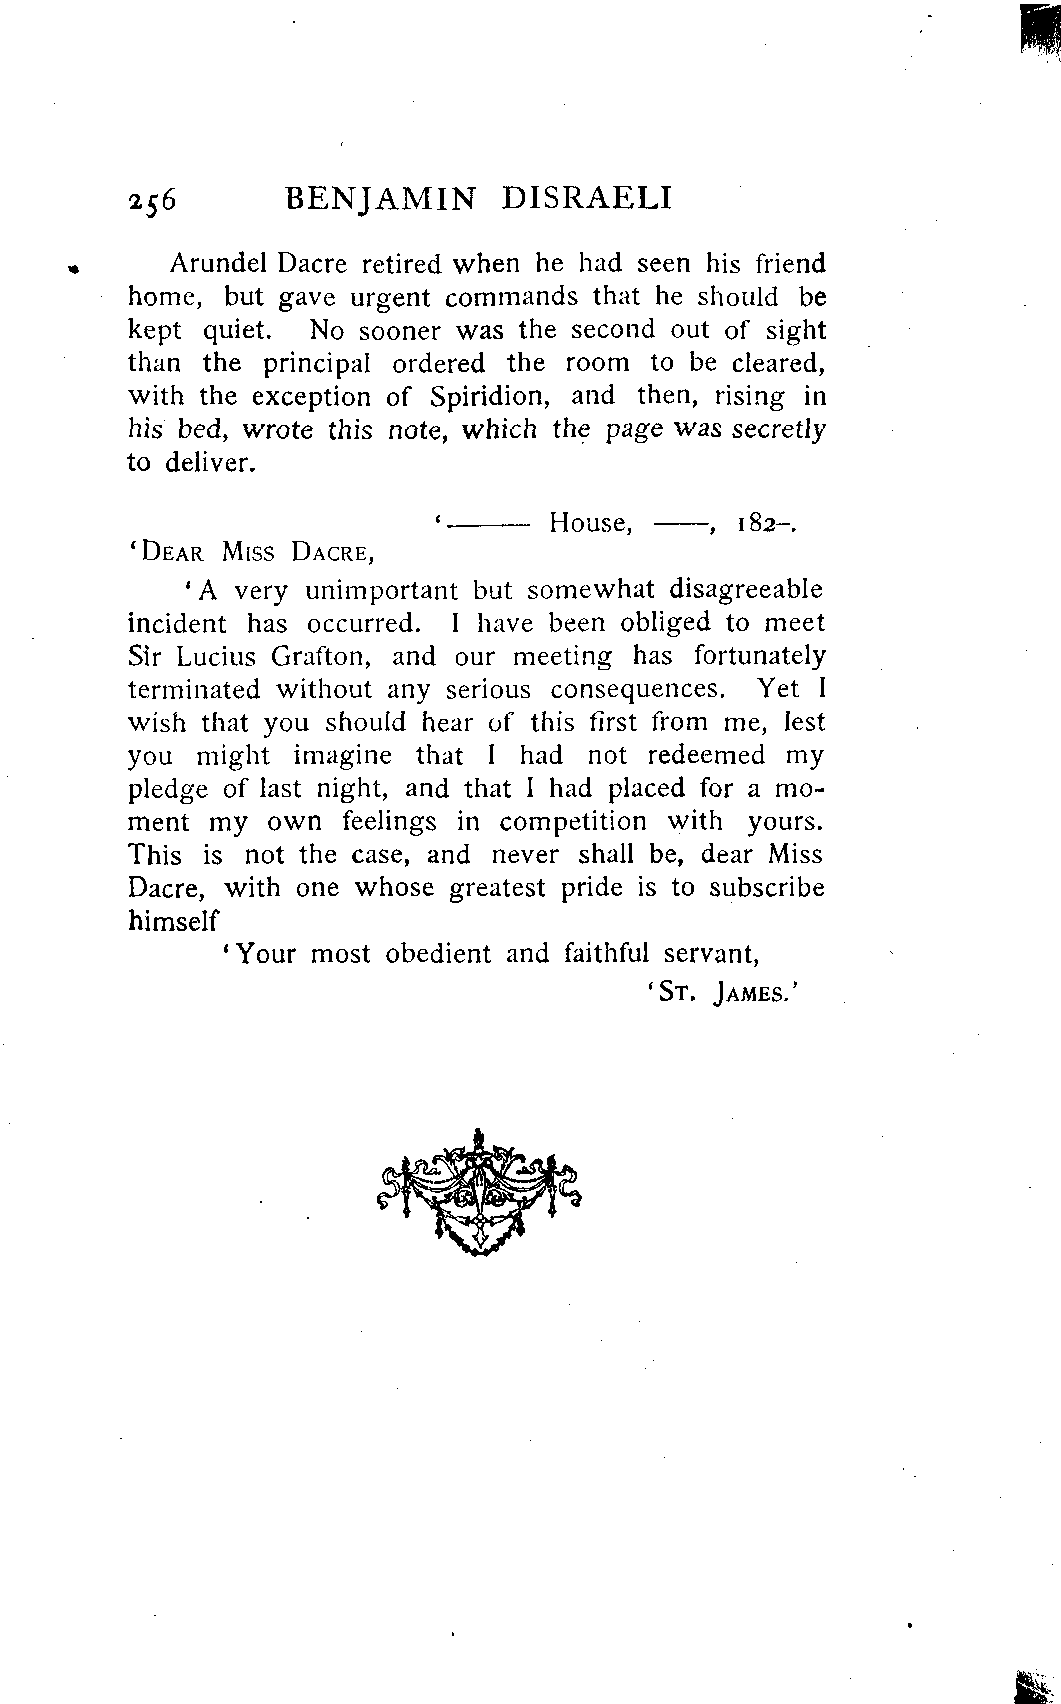 256 BENJAMIN DISRAELI
Arundel Dacre retired when he had seen his friend
home, but gave urgent commands that he should be
kept quiet. No sooner was the second out of sight
than the principal ordered the room to be cleared,
with the exception of Spiridion, and then, rising in
his bed, wrote this note, which the page was secretly
to deliver.
‘—— House, ——, 182–.
‘DEAR MISS DACRE,
‘A very unimportant but somewhat disagreeable
incident has occurred. I have been obliged to meet
Sir Lucius Grafton, and our meeting has fortunately
terminated without any serious consequences. Yet I
wish that you should hear of this first from me, lest
you might imagine that I had not redeemed my
pledge of last night, and that I had placed for a mo-
ment my own feelings in competition with yours.
This is not the case, and never shall be, dear Miss
Dacre, with one whose greatest pride is to subscribe
himself
‘Your most obedient and faithful servant,
‘ST. JAMES.’